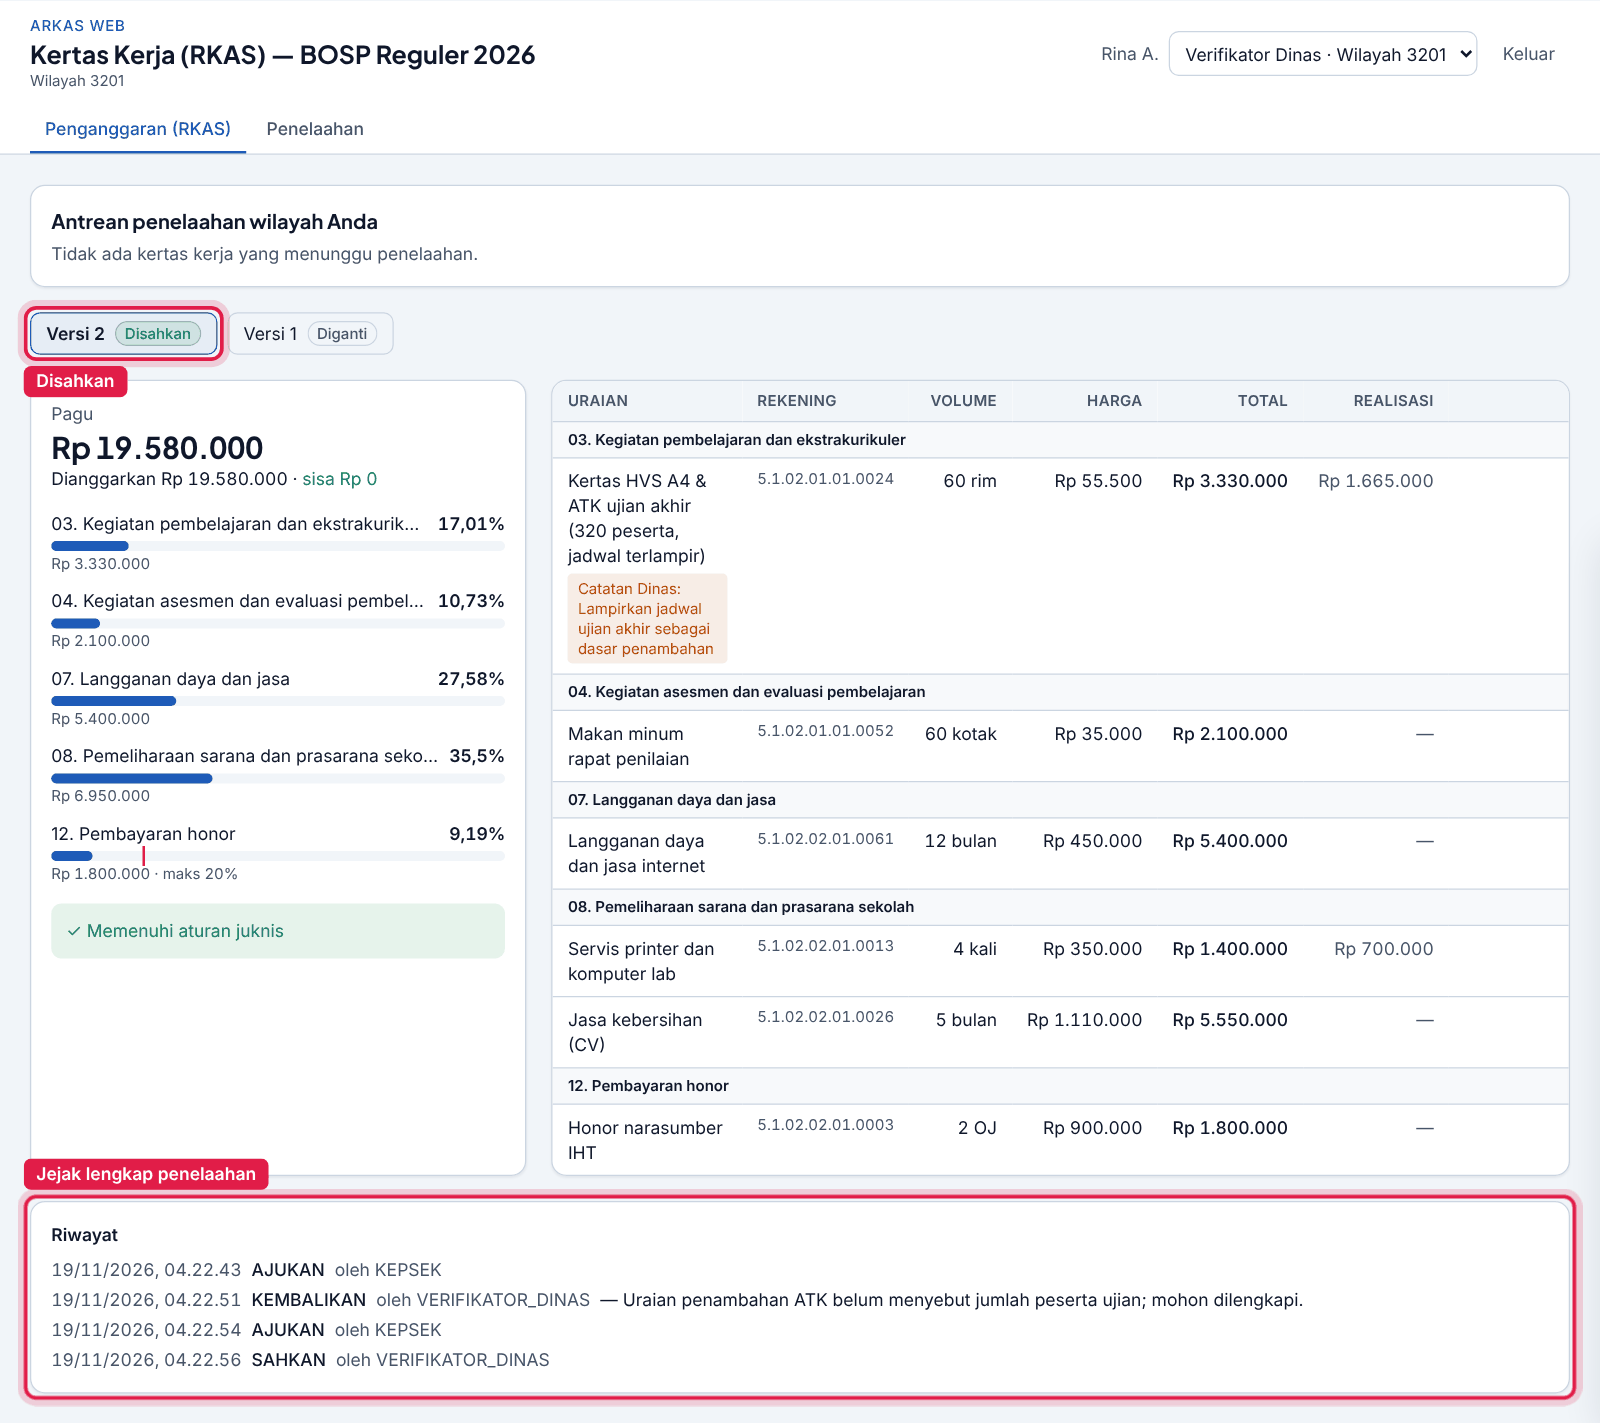 ARKAS WEB
Kertas Kerja (RKAS) — BOSP Reguler 2026
Wilayah 3201
Rina A.
Verifikator Dinas · Wilayah 3201
Keluar
Penganggaran (RKAS)
Penelaahan
Antrean penelaahan wilayah Anda
Tidak ada kertas kerja yang menunggu penelaahan.
Versi 2 Disahkan
Versi 1 Diganti
Disahkan
Pagu
Rp 19.580.000
Dianggarkan Rp 19.580.000 · sisa Rp 0
03. Kegiatan pembelajaran dan ekstrakurik... 17,01%
Rp 3.330.000
04. Kegiatan asesmen dan evaluasi pembel... 10,73%
Rp 2.100.000
07. Langganan daya dan jasa 27,58%
Rp 5.400.000
08. Pemeliharaan sarana dan prasarana seko... 35,5%
Rp 6.950.000
12. Pembayaran honor 9,19%
Rp 1.800.000 · maks 20%
✓ Memenuhi aturan juknis
URAIAN REKENING VOLUME HARGA TOTAL REALISASI
03. Kegiatan pembelajaran dan ekstrakurikuler
Kertas HVS A4 & 5.1.02.01.01.0024 60 rim Rp 55.500 Rp 3.330.000 Rp 1.665.000
ATK ujian akhir
(320 peserta,
jadwal terlampir)
Catatan Dinas:
Lampirkan jadwal
ujian akhir sebagai
dasar penambahan
04. Kegiatan asesmen dan evaluasi pembelajaran
Makan minum 5.1.02.01.01.0052 60 kotak Rp 35.000 Rp 2.100.000 —
rapat penilaian
07. Langganan daya dan jasa
Langganan daya 5.1.02.02.01.0061 12 bulan Rp 450.000 Rp 5.400.000 —
dan jasa internet
08. Pemeliharaan sarana dan prasarana sekolah
Servis printer dan 5.1.02.02.01.0013 4 kali Rp 350.000 Rp 1.400.000 Rp 700.000
komputer lab
Jasa kebersihan 5.1.02.02.01.0026 5 bulan Rp 1.110.000 Rp 5.550.000 —
(CV)
12. Pembayaran honor
Honor narasumber 5.1.02.02.01.0003 2 OJ Rp 900.000 Rp 1.800.000 —
IHT
Jejak lengkap penelaahan
Riwayat
19/11/2026, 04.22.43 AJUKAN oleh KEPSEK
19/11/2026, 04.22.51 KEMBALIKAN oleh VERIFIKATOR_DINAS — Uraian penambahan ATK belum menyebut jumlah peserta ujian; mohon dilengkapi.
19/11/2026, 04.22.54 AJUKAN oleh KEPSEK
19/11/2026, 04.22.56 SAHKAN oleh VERIFIKATOR_DINAS